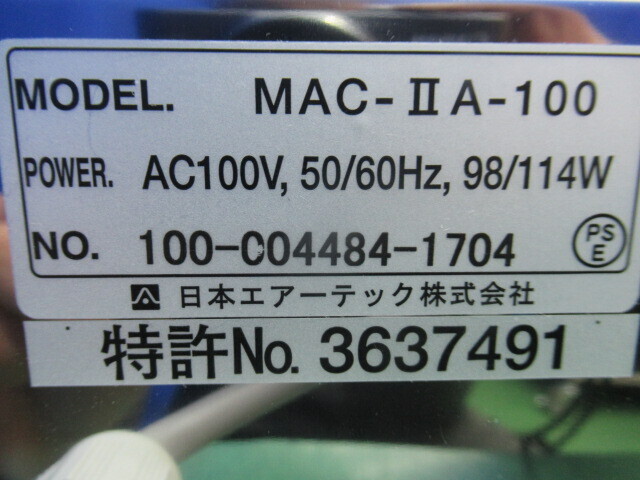 MODEL. MAC-ⅡA-100
POWER. AC100V, 50/60Hz, 98/114W
NO. 100-004484-1704
PS
E
日本エアーテック株式会社
特許No. 3637491